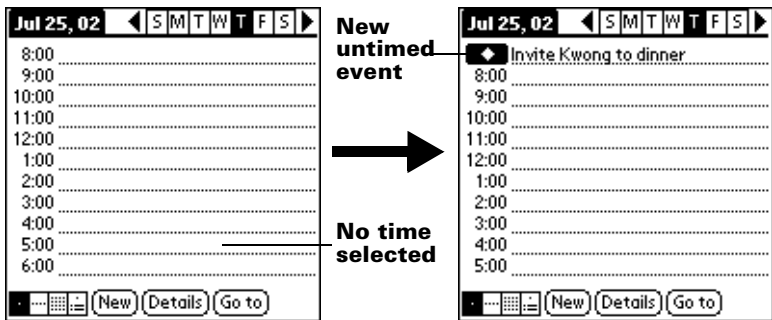 Jul 25, 02 S M T W T F S
8:00
9:00
10:00
11:00
12:00
1:00
2:00
3:00
4:00
5:00
6:00
New Details Go to
New
untimed
event
No time
selected
Jul 25, 02 S M T W T F S
Invite Kwong to dinner
8:00
9:00
10:00
11:00
12:00
1:00
2:00
3:00
4:00
5:00
New Details Go to